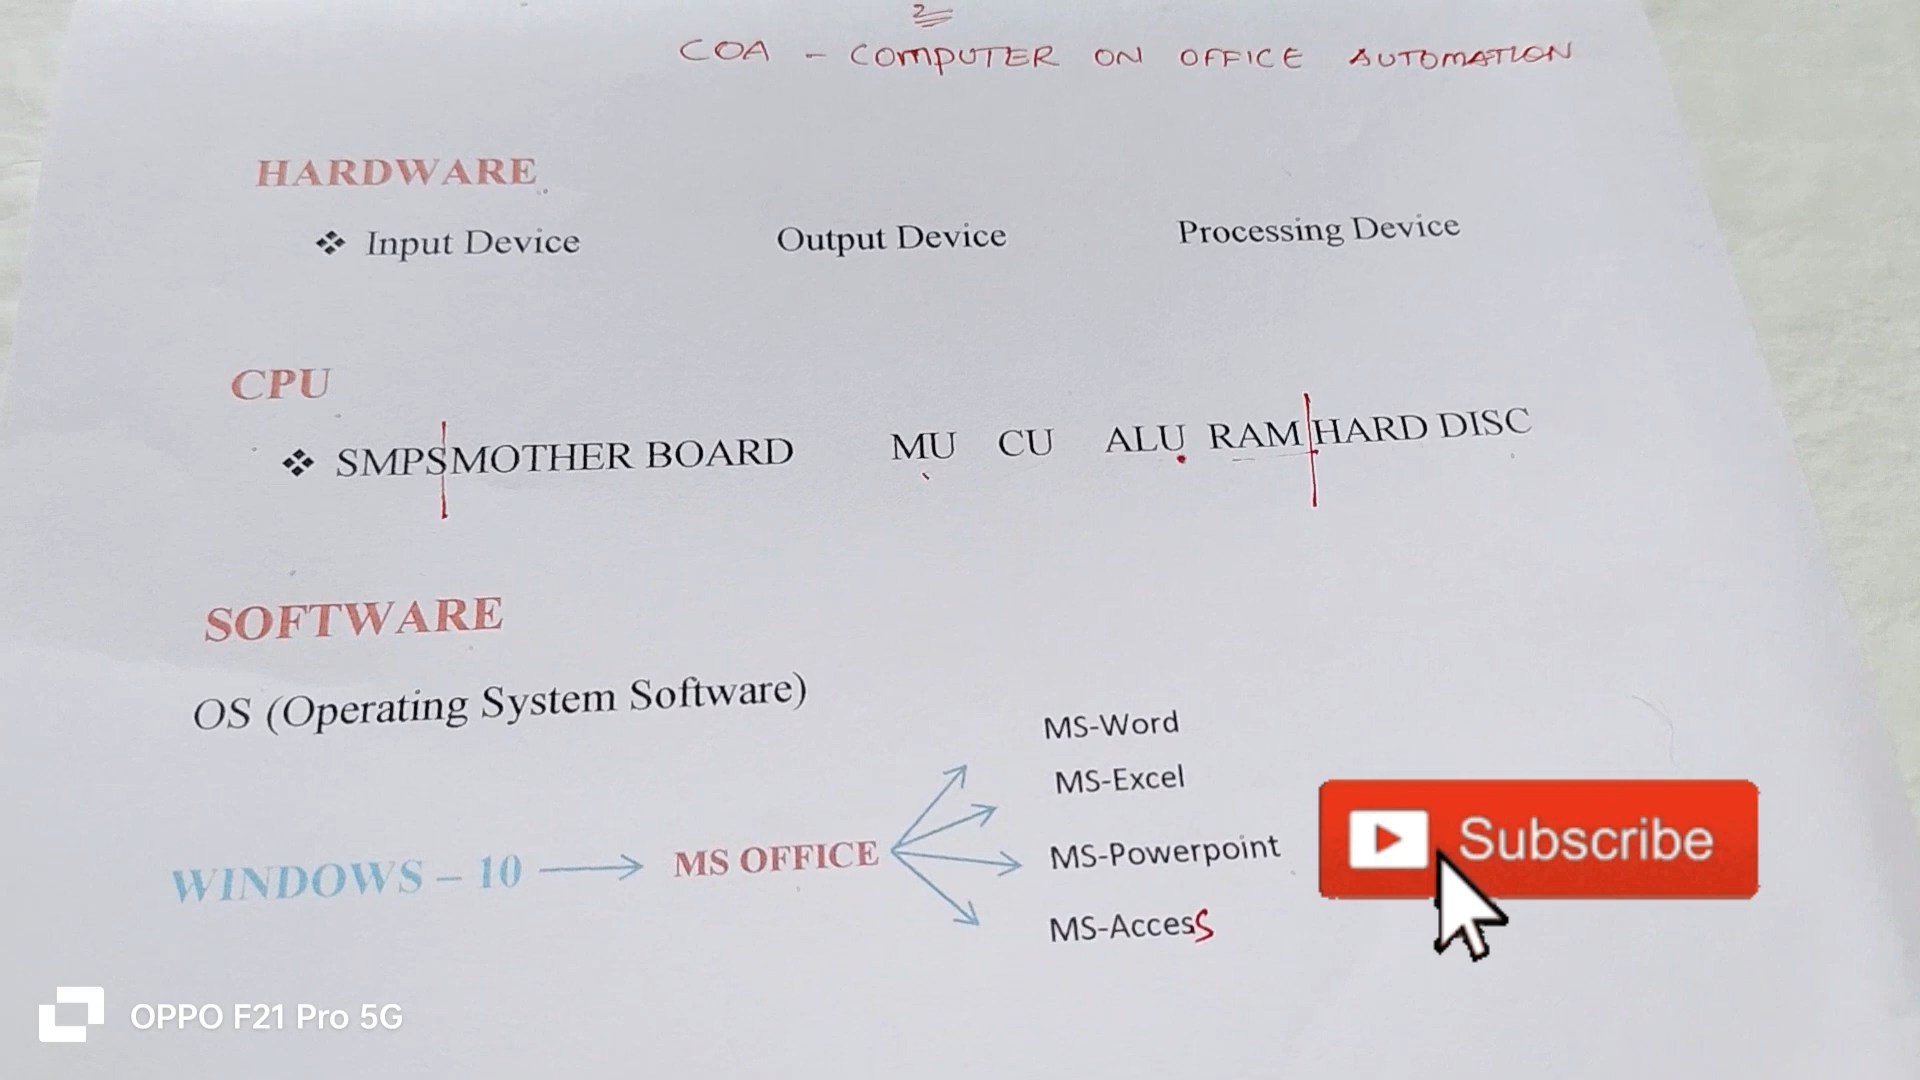 2
COA - COMPUTER ON OFFICE AUTOMATION
HARDWARE
❖ Input Device Output Device Processing Device
CPU
❖ SMPS MOTHER BOARD MU CU ALU RAM HARD DISC
SOFTWARE
OS (Operating System Software)
MS-Word
MS-Excel
WINDOWS – 10 → MS OFFICE
MS-Powerpoint
MS-Access
Subscribe
OPPO F21 Pro 5G